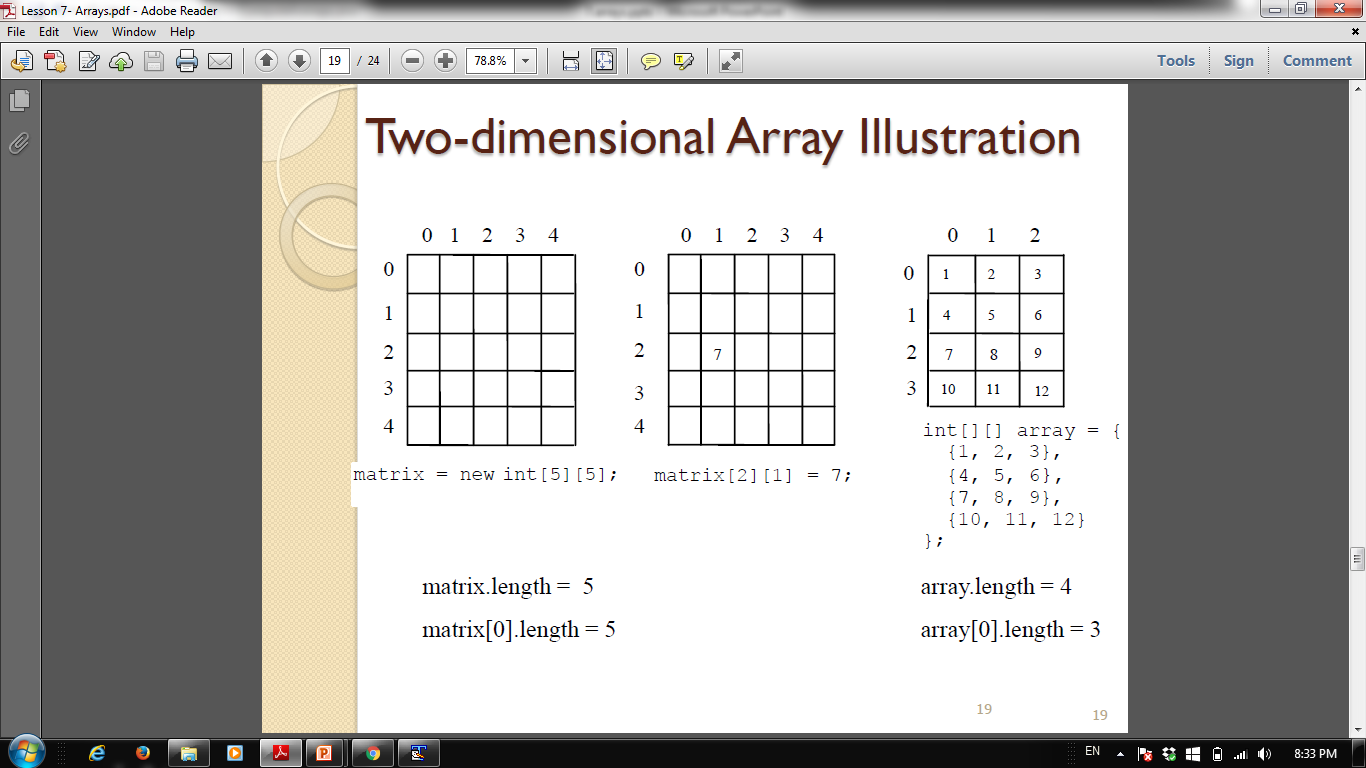 Lesson 7- Arrays.pdf - Adobe Reader
File Edit View Window Help
19 / 24
78.8%
Tools Sign Comment
Two-dimensional Array Illustration
0 1 2 3 4
0
1
2
3
4
matrix = new int[5][5];
0 1 2 3 4
0
1
2 7
3
4
matrix[2][1] = 7;
0 1 2
0 1 2 3
1 4 5 6
2 7 8 9
3 10 11 12
int[][] array = {
{1, 2, 3},
{4, 5, 6},
{7, 8, 9},
{10, 11, 12}
};
matrix.length = 5
matrix[0].length = 5
array.length = 4
array[0].length = 3
19
19
EN
8:33 PM